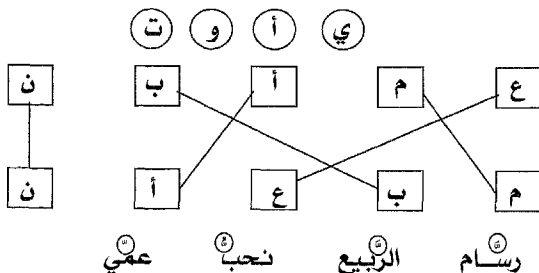 ي أ و ت
ع م أ ب ن
م ب ع أ ن
رسّام الرَّبيع نحبُّ عمّي